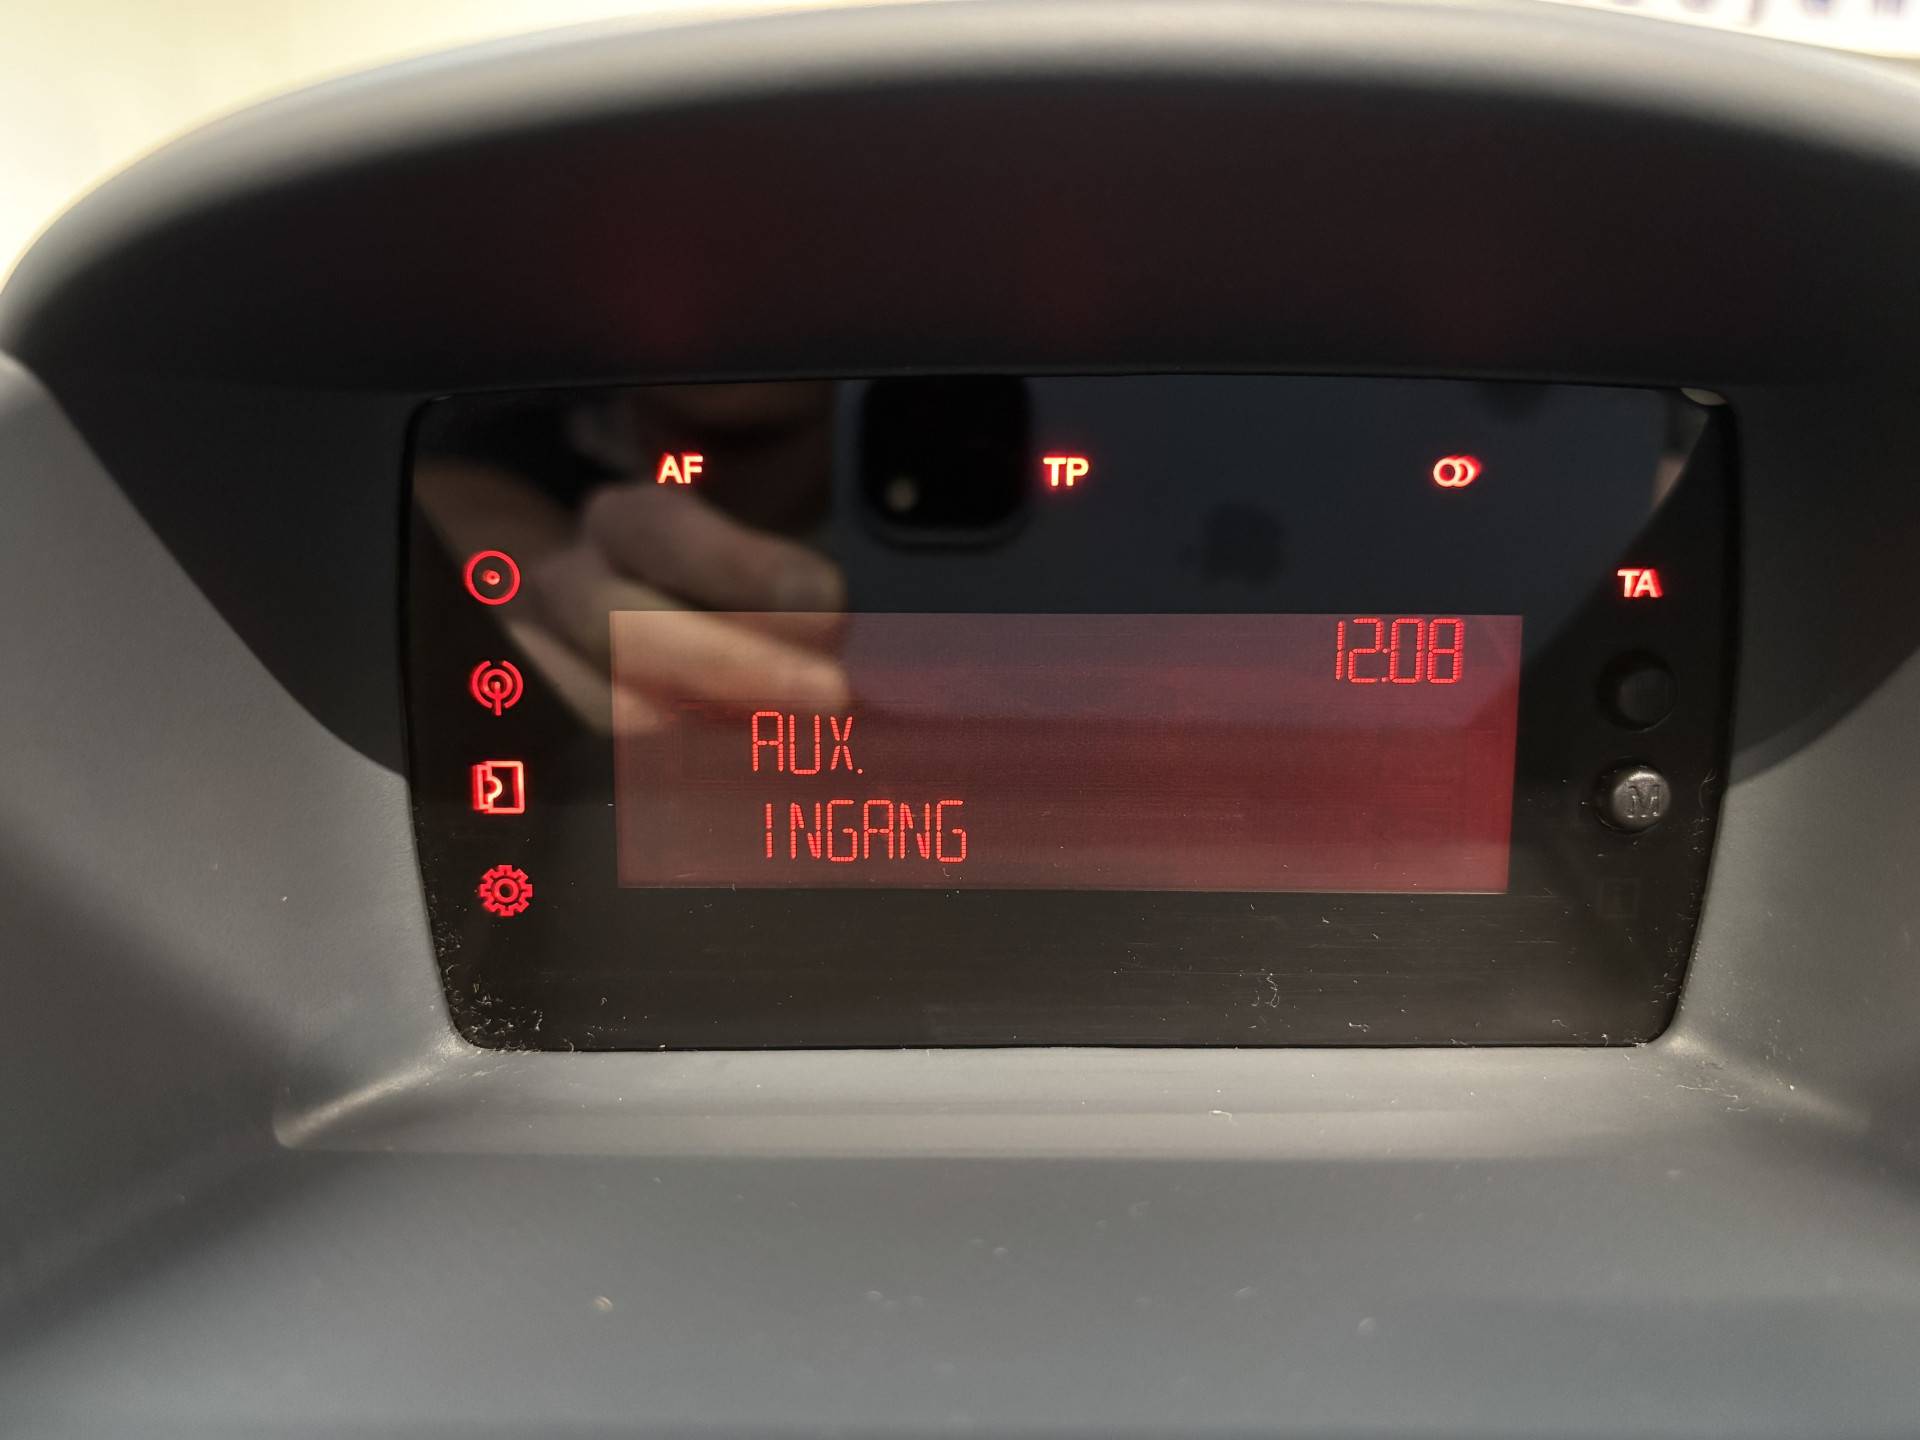 AF TP
TA
12:08
AUX.
INGANG
M